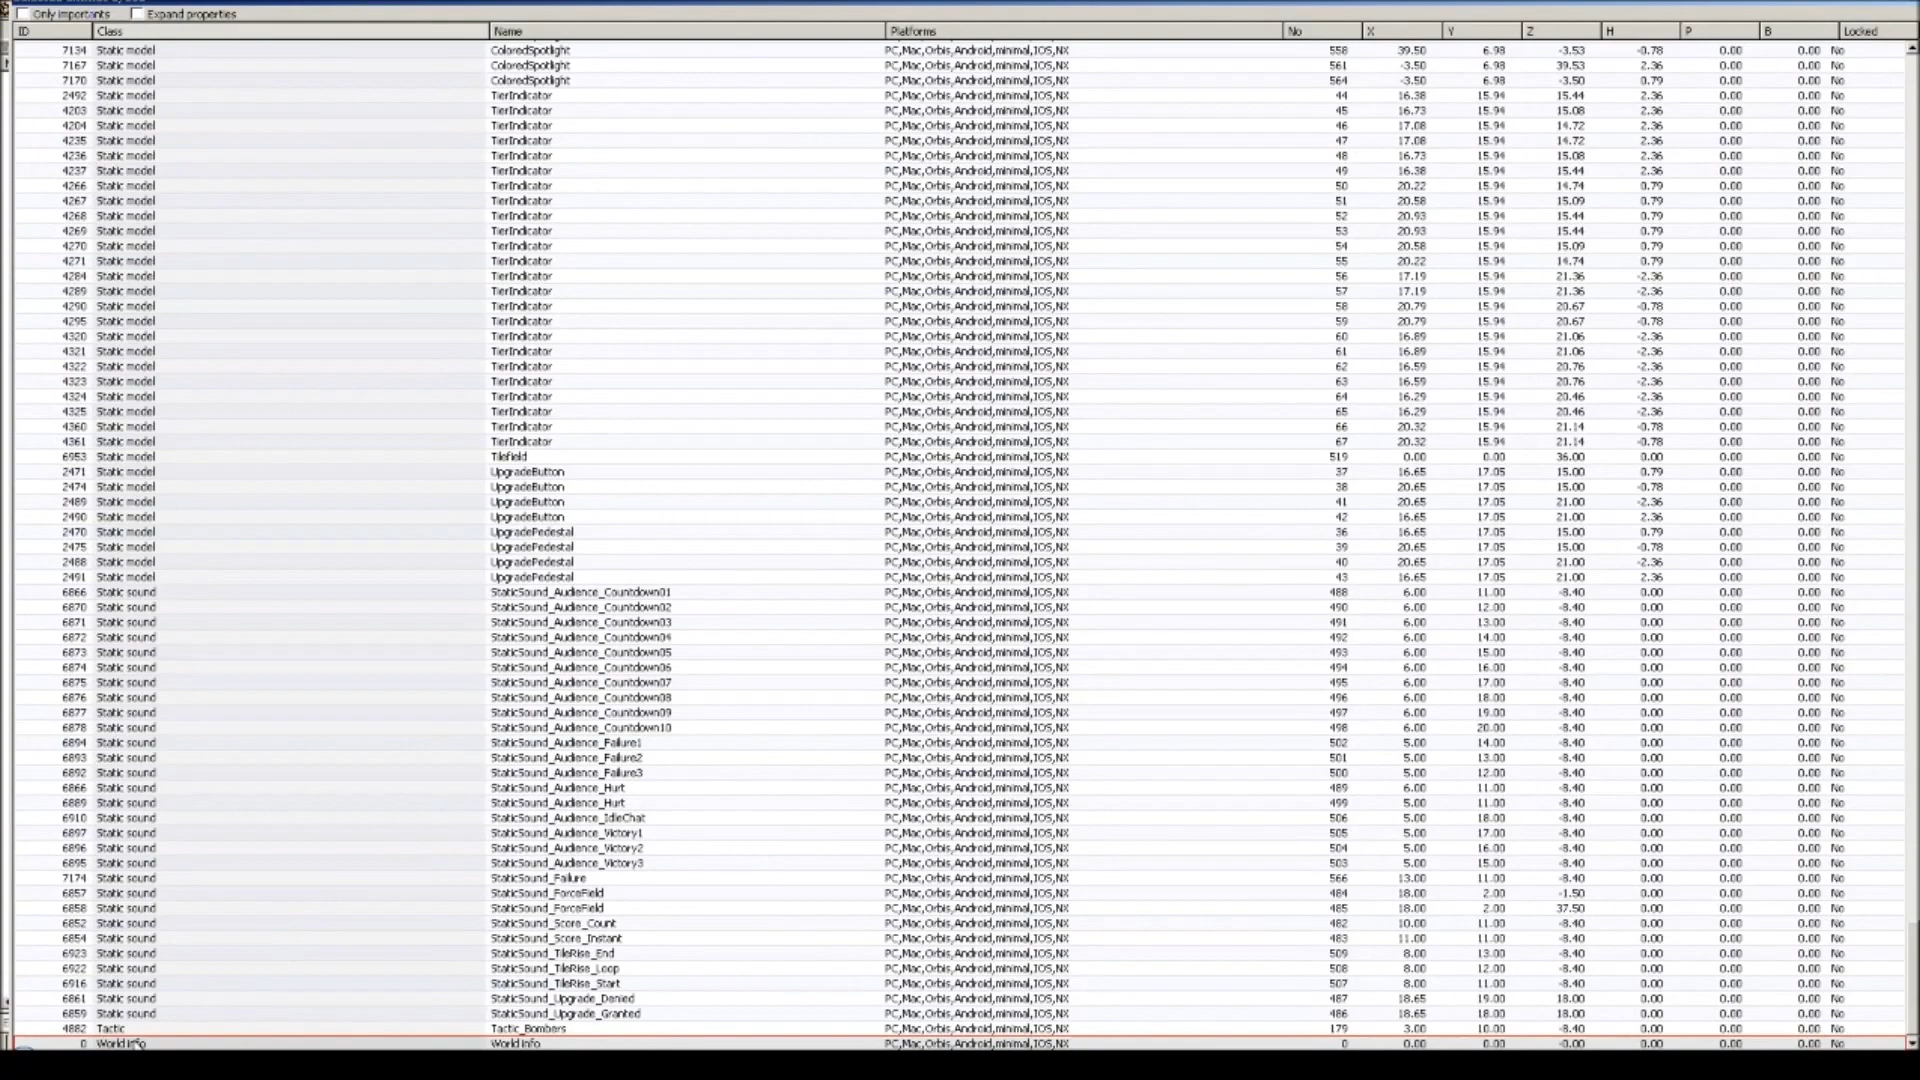 Only importants Expand properties
ID Class Name Platforms No X Y Z H P B Locked
7134 Static model ColoredSpotlight PC,Mac,Orbis,Android,minimal,IOS,NX 558 39.50 6.98 -3.53 -0.78 0.00 0.00 No
7167 Static model ColoredSpotlight PC,Mac,Orbis,Android,minimal,IOS,NX 561 -3.50 6.98 39.53 2.36 0.00 0.00 No
7170 Static model ColoredSpotlight PC,Mac,Orbis,Android,minimal,IOS,NX 564 -3.50 6.98 -3.50 0.79 0.00 0.00 No
2492 Static model TierIndicator PC,Mac,Orbis,Android,minimal,IOS,NX 44 16.38 15.94 15.44 2.36 0.00 0.00 No
4203 Static model TierIndicator PC,Mac,Orbis,Android,minimal,IOS,NX 45 16.73 15.94 15.08 2.36 0.00 0.00 No
4204 Static model TierIndicator PC,Mac,Orbis,Android,minimal,IOS,NX 46 17.08 15.94 14.72 2.36 0.00 0.00 No
4235 Static model TierIndicator PC,Mac,Orbis,Android,minimal,IOS,NX 47 17.08 15.94 14.72 2.36 0.00 0.00 No
4236 Static model TierIndicator PC,Mac,Orbis,Android,minimal,IOS,NX 48 16.73 15.94 15.08 2.36 0.00 0.00 No
4237 Static model TierIndicator PC,Mac,Orbis,Android,minimal,IOS,NX 49 16.38 15.94 15.44 2.36 0.00 0.00 No
4266 Static model TierIndicator PC,Mac,Orbis,Android,minimal,IOS,NX 50 20.22 15.94 14.74 0.79 0.00 0.00 No
4267 Static model TierIndicator PC,Mac,Orbis,Android,minimal,IOS,NX 51 20.58 15.94 15.09 0.79 0.00 0.00 No
4268 Static model TierIndicator PC,Mac,Orbis,Android,minimal,IOS,NX 52 20.93 15.94 15.44 0.79 0.00 0.00 No
4269 Static model TierIndicator PC,Mac,Orbis,Android,minimal,IOS,NX 53 20.93 15.94 15.44 0.79 0.00 0.00 No
4270 Static model TierIndicator PC,Mac,Orbis,Android,minimal,IOS,NX 54 20.58 15.94 15.09 0.79 0.00 0.00 No
4271 Static model TierIndicator PC,Mac,Orbis,Android,minimal,IOS,NX 55 20.22 15.94 14.74 0.79 0.00 0.00 No
4284 Static model TierIndicator PC,Mac,Orbis,Android,minimal,IOS,NX 56 17.19 15.94 21.36 -2.36 0.00 0.00 No
4289 Static model TierIndicator PC,Mac,Orbis,Android,minimal,IOS,NX 57 17.19 15.94 21.36 -2.36 0.00 0.00 No
4290 Static model TierIndicator PC,Mac,Orbis,Android,minimal,IOS,NX 58 20.79 15.94 20.67 -0.78 0.00 0.00 No
4295 Static model TierIndicator PC,Mac,Orbis,Android,minimal,IOS,NX 59 20.79 15.94 20.67 -0.78 0.00 0.00 No
4320 Static model TierIndicator PC,Mac,Orbis,Android,minimal,IOS,NX 60 16.89 15.94 21.06 -2.36 0.00 0.00 No
4321 Static model TierIndicator PC,Mac,Orbis,Android,minimal,IOS,NX 61 16.89 15.94 21.06 -2.36 0.00 0.00 No
4322 Static model TierIndicator PC,Mac,Orbis,Android,minimal,IOS,NX 62 16.59 15.94 20.76 -2.36 0.00 0.00 No
4323 Static model TierIndicator PC,Mac,Orbis,Android,minimal,IOS,NX 63 16.59 15.94 20.76 -2.36 0.00 0.00 No
4324 Static model TierIndicator PC,Mac,Orbis,Android,minimal,IOS,NX 64 16.29 15.94 20.46 -2.36 0.00 0.00 No
4325 Static model TierIndicator PC,Mac,Orbis,Android,minimal,IOS,NX 65 16.29 15.94 20.46 -2.36 0.00 0.00 No
4360 Static model TierIndicator PC,Mac,Orbis,Android,minimal,IOS,NX 66 20.32 15.94 21.14 -0.78 0.00 0.00 No
4361 Static model TierIndicator PC,Mac,Orbis,Android,minimal,IOS,NX 67 20.32 15.94 21.14 -0.78 0.00 0.00 No
6953 Static model Tilefield PC,Mac,Orbis,Android,minimal,IOS,NX 519 0.00 0.00 36.00 0.00 0.00 0.00 No
2471 Static model UpgradeButton PC,Mac,Orbis,Android,minimal,IOS,NX 37 16.65 17.05 15.00 0.79 0.00 0.00 No
2474 Static model UpgradeButton PC,Mac,Orbis,Android,minimal,IOS,NX 38 20.65 17.05 15.00 -0.78 0.00 0.00 No
2489 Static model UpgradeButton PC,Mac,Orbis,Android,minimal,IOS,NX 41 20.65 17.05 21.00 -2.36 0.00 0.00 No
2490 Static model UpgradeButton PC,Mac,Orbis,Android,minimal,IOS,NX 42 16.65 17.05 21.00 2.36 0.00 0.00 No
2470 Static model UpgradePedestal PC,Mac,Orbis,Android,minimal,IOS,NX 36 16.65 17.05 15.00 0.79 0.00 0.00 No
2475 Static model UpgradePedestal PC,Mac,Orbis,Android,minimal,IOS,NX 39 20.65 17.05 15.00 -0.78 0.00 0.00 No
2488 Static model UpgradePedestal PC,Mac,Orbis,Android,minimal,IOS,NX 40 20.65 17.05 21.00 -2.36 0.00 0.00 No
2491 Static model UpgradePedestal PC,Mac,Orbis,Android,minimal,IOS,NX 43 16.65 17.05 21.00 2.36 0.00 0.00 No
6866 Static sound StaticSound_Audience_Countdown01 PC,Mac,Orbis,Android,minimal,IOS,NX 488 6.00 11.00 -8.40 0.00 0.00 0.00 No
6870 Static sound StaticSound_Audience_Countdown02 PC,Mac,Orbis,Android,minimal,IOS,NX 490 6.00 12.00 -8.40 0.00 0.00 0.00 No
6871 Static sound StaticSound_Audience_Countdown03 PC,Mac,Orbis,Android,minimal,IOS,NX 491 6.00 13.00 -8.40 0.00 0.00 0.00 No
6872 Static sound StaticSound_Audience_Countdown04 PC,Mac,Orbis,Android,minimal,IOS,NX 492 6.00 14.00 -8.40 0.00 0.00 0.00 No
6873 Static sound StaticSound_Audience_Countdown05 PC,Mac,Orbis,Android,minimal,IOS,NX 493 6.00 15.00 -8.40 0.00 0.00 0.00 No
6874 Static sound StaticSound_Audience_Countdown06 PC,Mac,Orbis,Android,minimal,IOS,NX 494 6.00 16.00 -8.40 0.00 0.00 0.00 No
6875 Static sound StaticSound_Audience_Countdown07 PC,Mac,Orbis,Android,minimal,IOS,NX 495 6.00 17.00 -8.40 0.00 0.00 0.00 No
6876 Static sound StaticSound_Audience_Countdown08 PC,Mac,Orbis,Android,minimal,IOS,NX 496 6.00 18.00 -8.40 0.00 0.00 0.00 No
6877 Static sound StaticSound_Audience_Countdown09 PC,Mac,Orbis,Android,minimal,IOS,NX 497 6.00 19.00 -8.40 0.00 0.00 0.00 No
6878 Static sound StaticSound_Audience_Countdown10 PC,Mac,Orbis,Android,minimal,IOS,NX 498 6.00 20.00 -8.40 0.00 0.00 0.00 No
6894 Static sound StaticSound_Audience_Failure1 PC,Mac,Orbis,Android,minimal,IOS,NX 502 5.00 14.00 -8.40 0.00 0.00 0.00 No
6893 Static sound StaticSound_Audience_Failure2 PC,Mac,Orbis,Android,minimal,IOS,NX 501 5.00 13.00 -8.40 0.00 0.00 0.00 No
6892 Static sound StaticSound_Audience_Failure3 PC,Mac,Orbis,Android,minimal,IOS,NX 500 5.00 12.00 -8.40 0.00 0.00 0.00 No
6866 Static sound StaticSound_Audience_Hurt PC,Mac,Orbis,Android,minimal,IOS,NX 489 6.00 11.00 -8.40 0.00 0.00 0.00 No
6889 Static sound StaticSound_Audience_Hurt PC,Mac,Orbis,Android,minimal,IOS,NX 499 5.00 11.00 -8.40 0.00 0.00 0.00 No
6910 Static sound StaticSound_Audience_IdleChat PC,Mac,Orbis,Android,minimal,IOS,NX 506 5.00 18.00 -8.40 0.00 0.00 0.00 No
6897 Static sound StaticSound_Audience_Victory1 PC,Mac,Orbis,Android,minimal,IOS,NX 505 5.00 17.00 -8.40 0.00 0.00 0.00 No
6896 Static sound StaticSound_Audience_Victory2 PC,Mac,Orbis,Android,minimal,IOS,NX 504 5.00 16.00 -8.40 0.00 0.00 0.00 No
6895 Static sound StaticSound_Audience_Victory3 PC,Mac,Orbis,Android,minimal,IOS,NX 503 5.00 15.00 -8.40 0.00 0.00 0.00 No
7174 Static sound StaticSound_Failure PC,Mac,Orbis,Android,minimal,IOS,NX 566 13.00 11.00 -8.40 0.00 0.00 0.00 No
6857 Static sound StaticSound_ForceField PC,Mac,Orbis,Android,minimal,IOS,NX 484 18.00 2.00 -1.50 0.00 0.00 0.00 No
6858 Static sound StaticSound_ForceField PC,Mac,Orbis,Android,minimal,IOS,NX 485 18.00 2.00 37.50 0.00 0.00 0.00 No
6852 Static sound StaticSound_Score_Count PC,Mac,Orbis,Android,minimal,IOS,NX 482 10.00 11.00 -8.40 0.00 0.00 0.00 No
6854 Static sound StaticSound_Score_Instant PC,Mac,Orbis,Android,minimal,IOS,NX 483 11.00 11.00 -8.40 0.00 0.00 0.00 No
6923 Static sound StaticSound_TileRise_End PC,Mac,Orbis,Android,minimal,IOS,NX 509 8.00 13.00 -8.40 0.00 0.00 0.00 No
6922 Static sound StaticSound_TileRise_Loop PC,Mac,Orbis,Android,minimal,IOS,NX 508 8.00 12.00 -8.40 0.00 0.00 0.00 No
6916 Static sound StaticSound_TileRise_Start PC,Mac,Orbis,Android,minimal,IOS,NX 507 8.00 11.00 -8.40 0.00 0.00 0.00 No
6861 Static sound StaticSound_Upgrade_Denied PC,Mac,Orbis,Android,minimal,IOS,NX 487 18.65 19.00 18.00 0.00 0.00 0.00 No
6859 Static sound StaticSound_Upgrade_Granted PC,Mac,Orbis,Android,minimal,IOS,NX 486 18.65 18.00 18.00 0.00 0.00 0.00 No
4882 Tactic Tactic_Bombers PC,Mac,Orbis,Android,minimal,IOS,NX 179 3.00 10.00 -8.40 0.00 0.00 0.00 No
0 World info World info PC,Mac,Orbis,Android,minimal,IOS,NX 0 0.00 0.00 -0.00 0.00 0.00 0.00 No